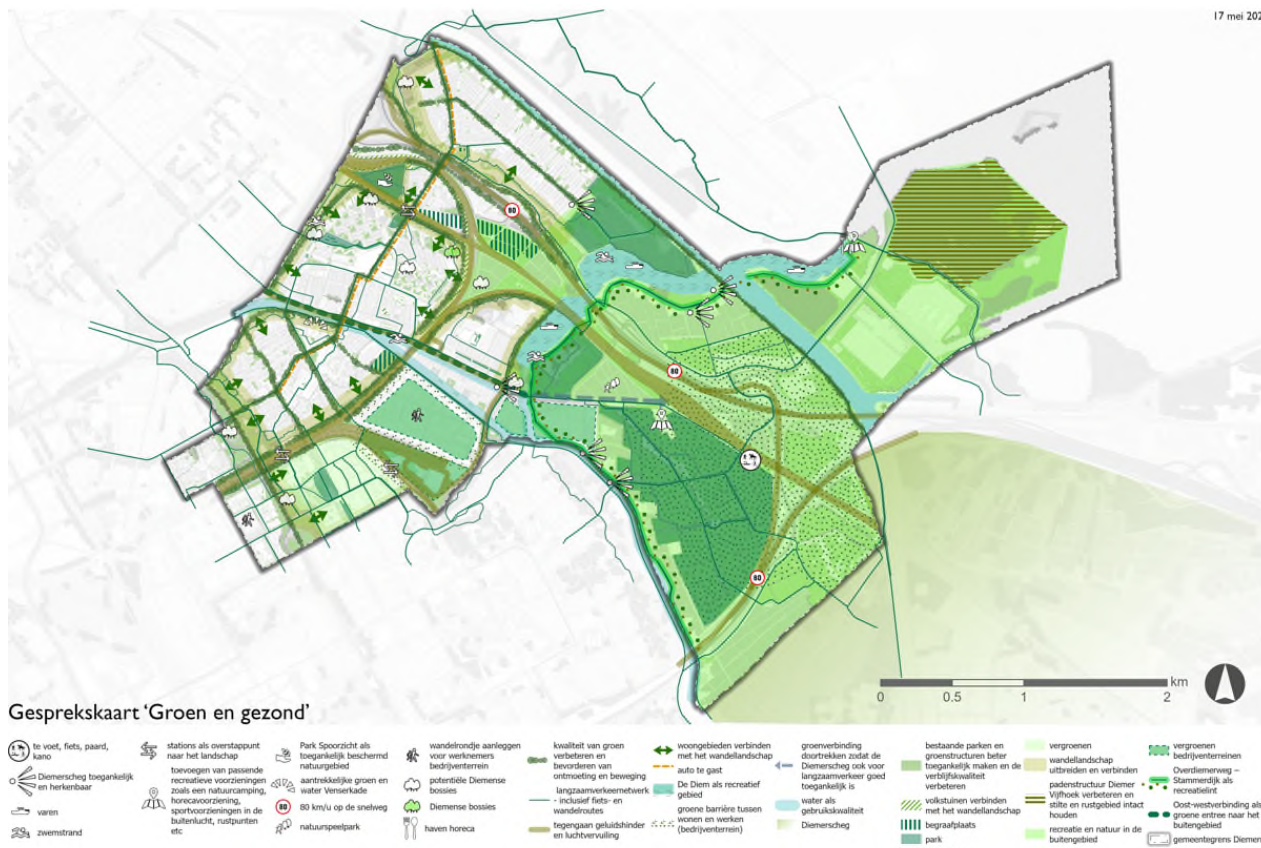 17 mei 202
80
80
80
km
0
0.5
1
2
Gesprekskaart 'Groen en gezond'
te voet, fiets, paard,
kano
Diemerscheg toegankelijk
en herkenbaar
varen
zwemstrand
stations als overstappunt
naar het landschap
toevoegen van passende
recreatieve voorzieningen
zoals een natuurcamping,
horecavoorziening,
sportvoorzieningen in de
buitenlucht, rustpunten
etc
Park Spoorzicht als
toegankelijk beschermd
natuurgebied
aantrekkelijke groen en
water Venserkade
80
80 km/u op de snelweg
natuurspeelpark
wandelrondje aanleggen
voor werknemers
bedrijventerrein
potentiële Diemense
bossies
Diemense bossies
haven horeca
kwaliteit van groen
verbeteren en
bevorderen van
ontmoeting en beweging
langzaamverkeernetwerk
- inclusief fiets- en
wandelroutes
tegengaan geluidshinder
en luchtvervuiling
woongebieden verbinden
met het wandellandschap
auto te gast
De Diem als recreatief
gebied
groene barrière tussen
wonen en werken
(bedrijventerrein)
groenverbinding
doortrekken zodat de
Diemerscheg ook voor
langzaamverkeer goed
toegankelijk is
water als
gebruikskwaliteit
Diemerscheg
bestaande parken en
groenstructuren beter
toegankelijk maken en de
verblijfskwaliteit
verbeteren
volkstuinen verbinden
met het wandellandschap
begraafplaats
park
vergroenen
wandellandschap
uitbreiden en verbinden
padenstructuur Diemer
Vijfhoek verbeteren en
stilte en rustgebied intact
houden
recreatie en natuur in de
buitengebied
vergroenen
bedrijventerreinen
Overdiemerweg –
Stammerdijk als
recreatielint
Oost-westverbinding als
groene entree naar het
buitengebied
gemeentegrens Diemen